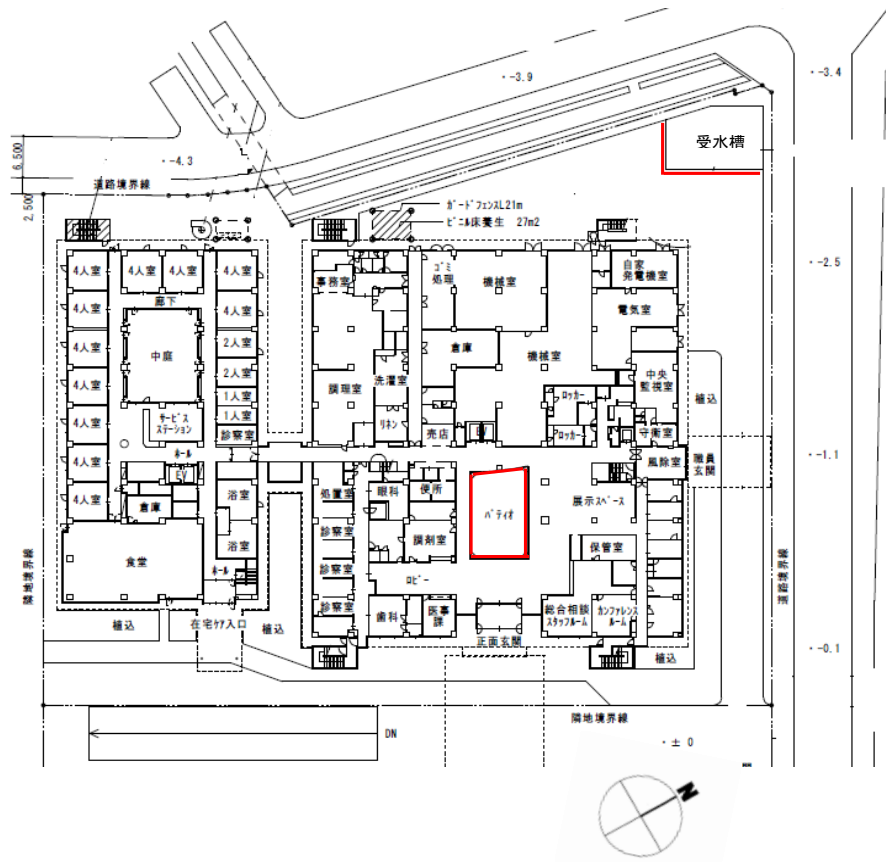 ・-3.9
・-3.4
受水槽
6,500
・-4.3
道路境界線
2,500
ガードフェンスL21m
ビニル床養生 27m2
・-2.5
4人室
4人室
4人室
4人室
事務室
ゴミ
処理
機械室
自家
発電機室
廊下
4人室
4人室
電気室
中庭
4人室
2人室
倉庫
機械室
4人室
2人室
調理室
洗濯室
中央
監視室
1人室
ロッカー
植込
4人室
サービス
ステーション
1人室
リネン
売店
EV
ロッカー
守衛室
診察室
4人室
ホール
風除室
職員
玄関
・-1.1
EV
4人室
倉庫
浴室
処置室
眼科
便所
パティオ
展示スペース
診察室
調剤室
浴室
保管室
食堂
ホール
診察室
ロビー
隣地境界線
道路境界線
診察室
歯科
医事
課
総合相談
スタッフルーム
カンファレンス
ルーム
植込
在宅ケア入口
植込
正面玄関
植込
・-0.1
隣地境界線
DN
・±0
N